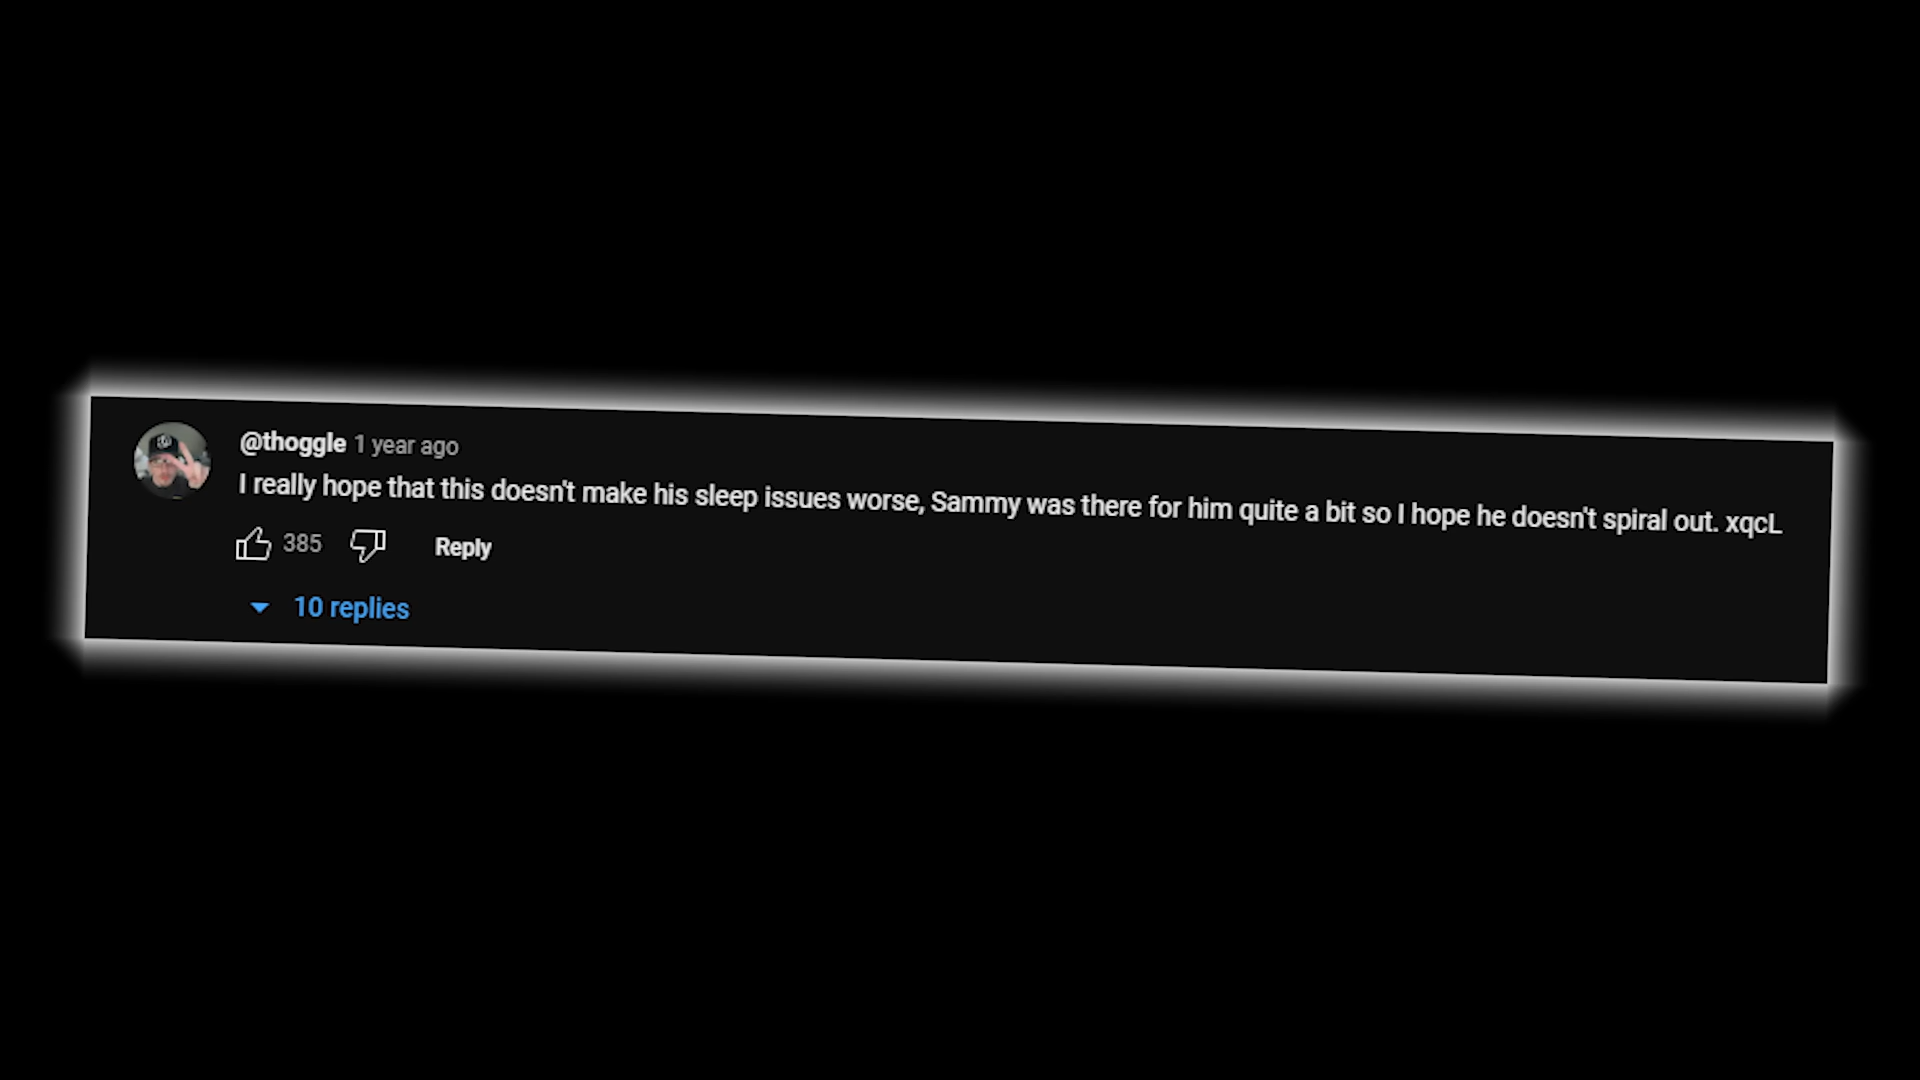 @thoggle 1 year ago
I really hope that this doesn't make his sleep issues worse, Sammy was there for him quite a bit so I hope he doesn't spiral out. xqcL
385 Reply
10 replies